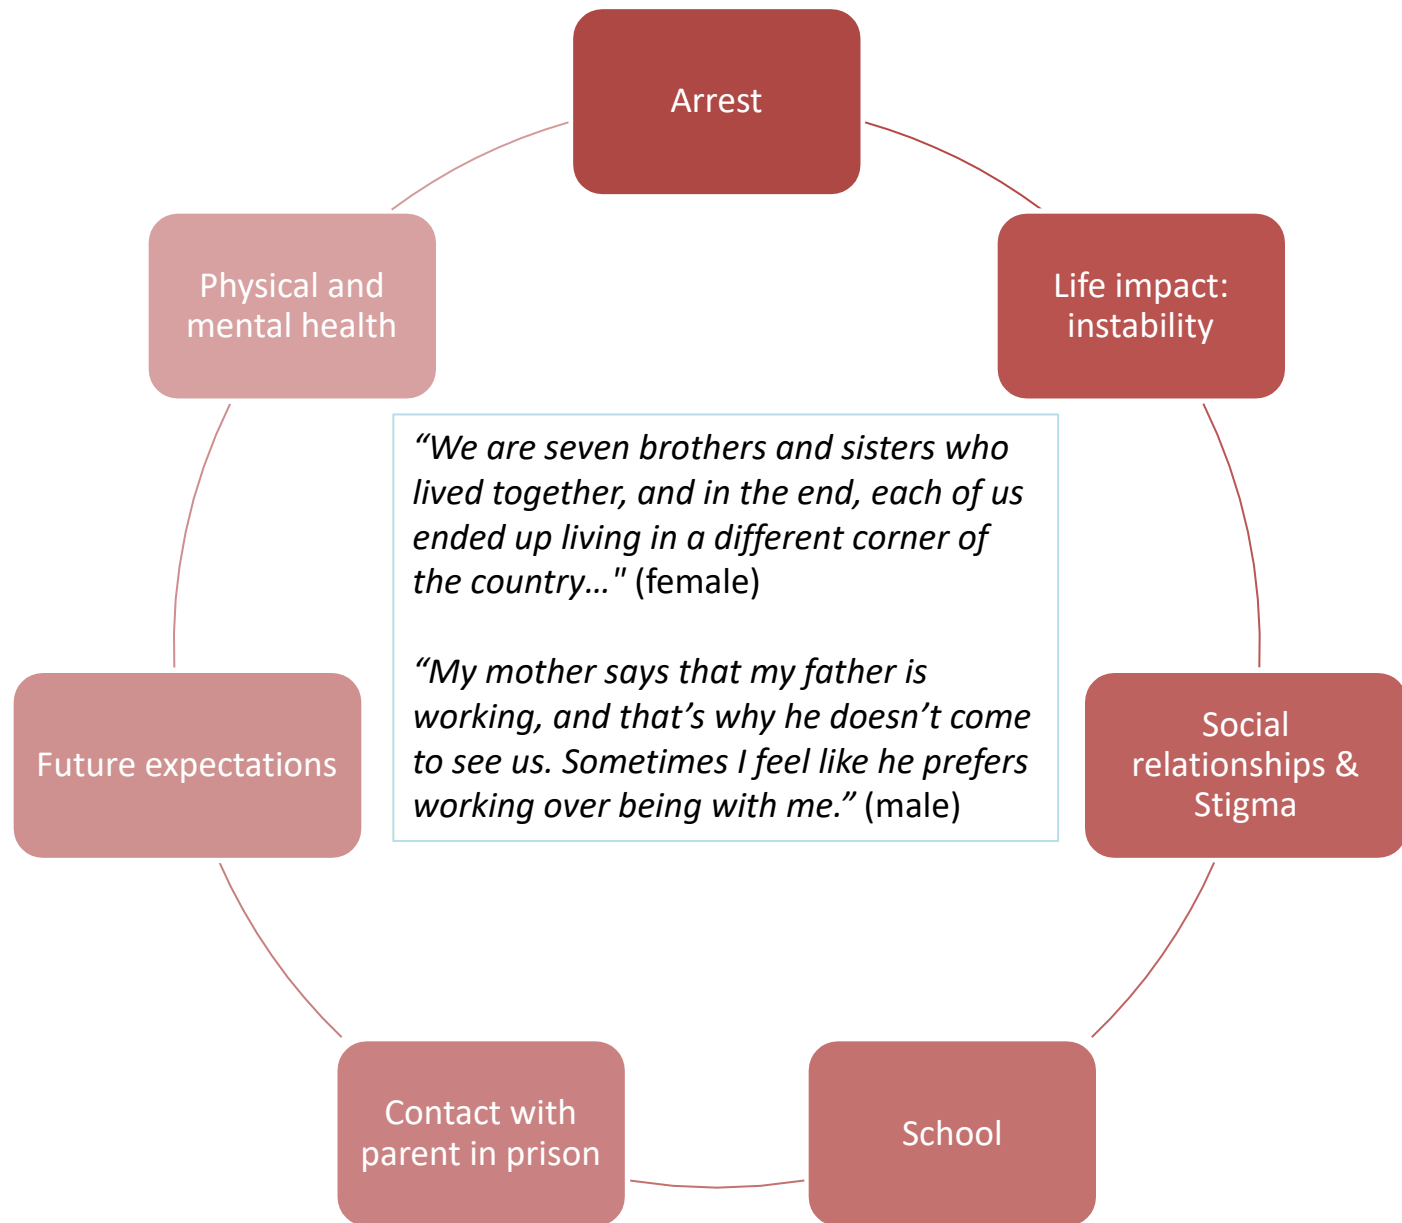 Arrest
Life impact:
instability
Social
relationships &
Stigma
School
Contact with
parent in prison
Future expectations
Physical and
mental health
“We are seven brothers and sisters who
lived together, and in the end, each of us
ended up living in a different corner of
the country…" (female)
“My mother says that my father is
working, and that’s why he doesn’t come
to see us. Sometimes I feel like he prefers
working over being with me.” (male)